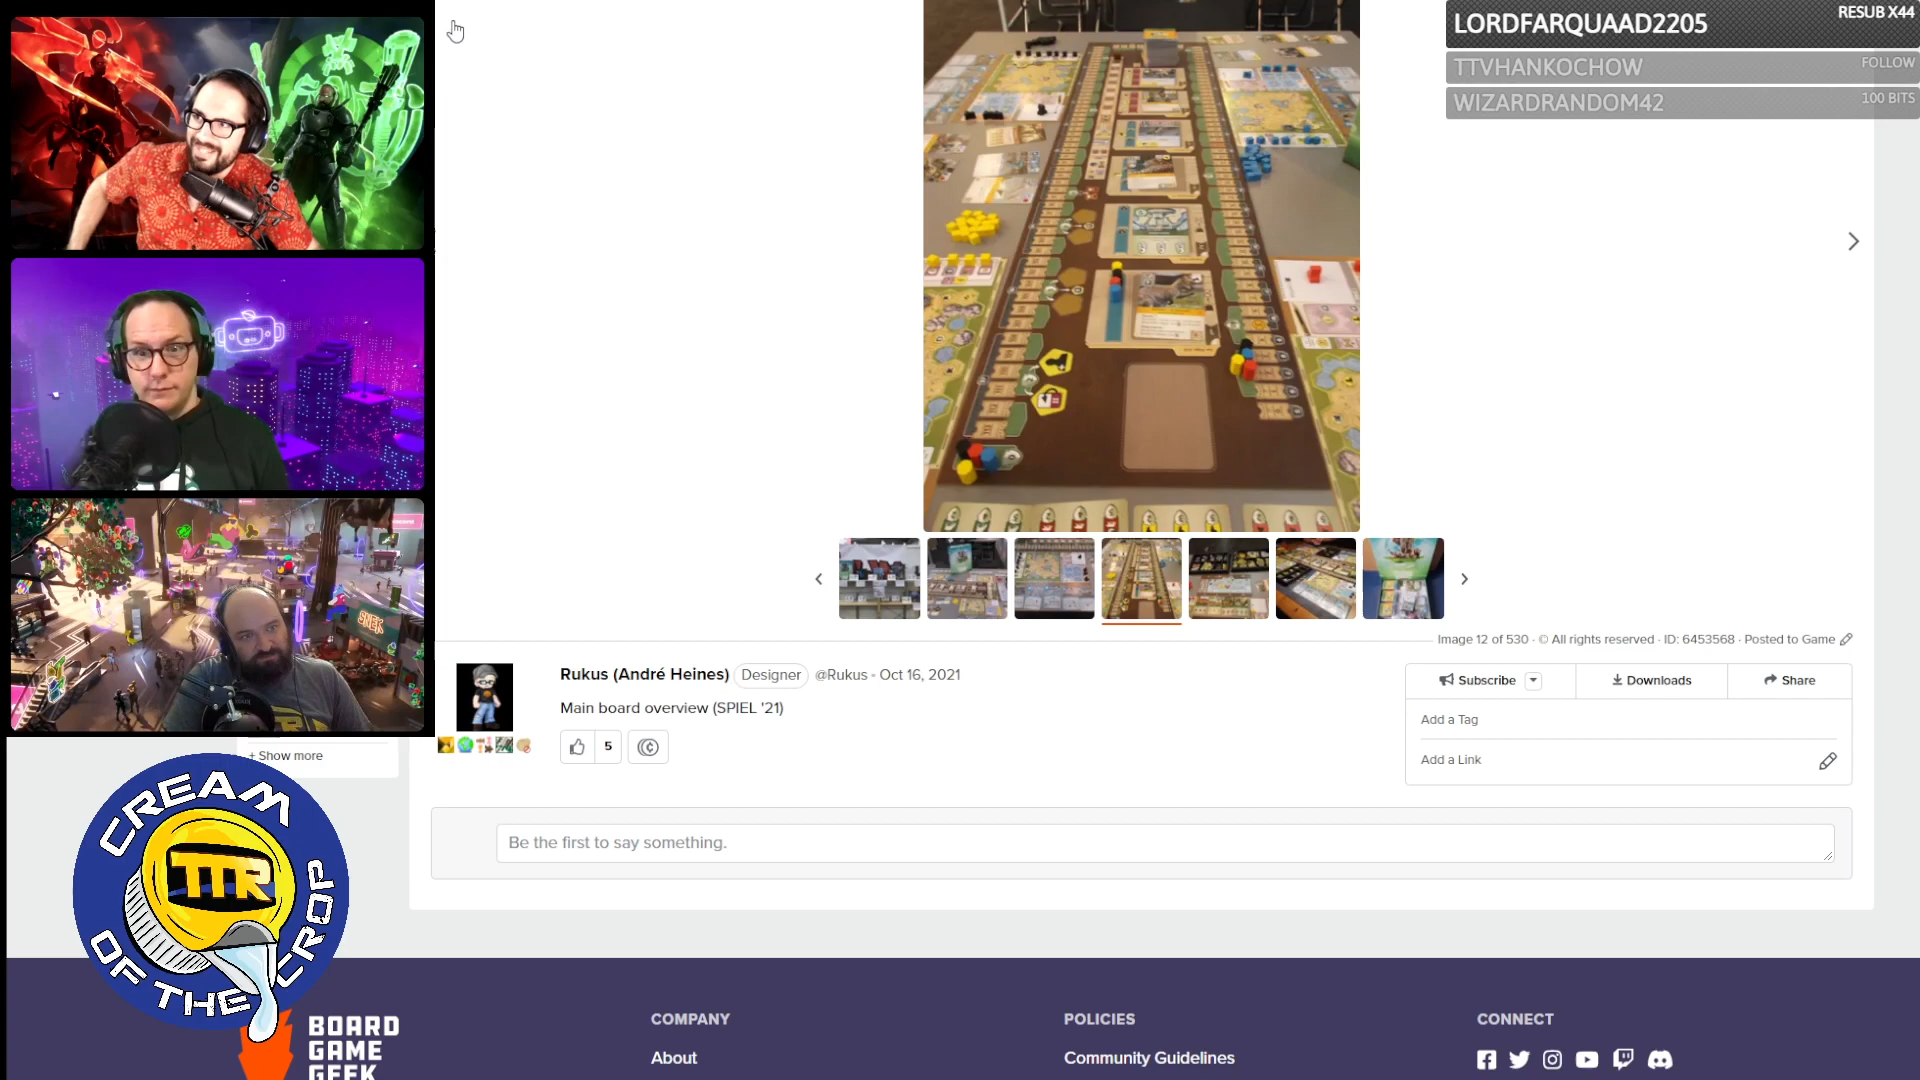 LORDFARQUAAD2205
RESUB X44
TTVHANKOCHOW
FOLLOW
WIZARDRANDOM42
100 BITS
SNEK
Image 12 of 530 · © All rights reserved · ID: 6453568 · Posted to Game
Rukus (André Heines) Designer @Rukus · Oct 16, 2021
Main board overview (SPIEL '21)
5
Subscribe
Downloads
Share
Add a Tag
Add a Link
+ Show more
Be the first to say something.
CREAM
TTR
OF THE CROP
BOARD
GAME
GEEK
COMPANY
About
POLICIES
Community Guidelines
CONNECT